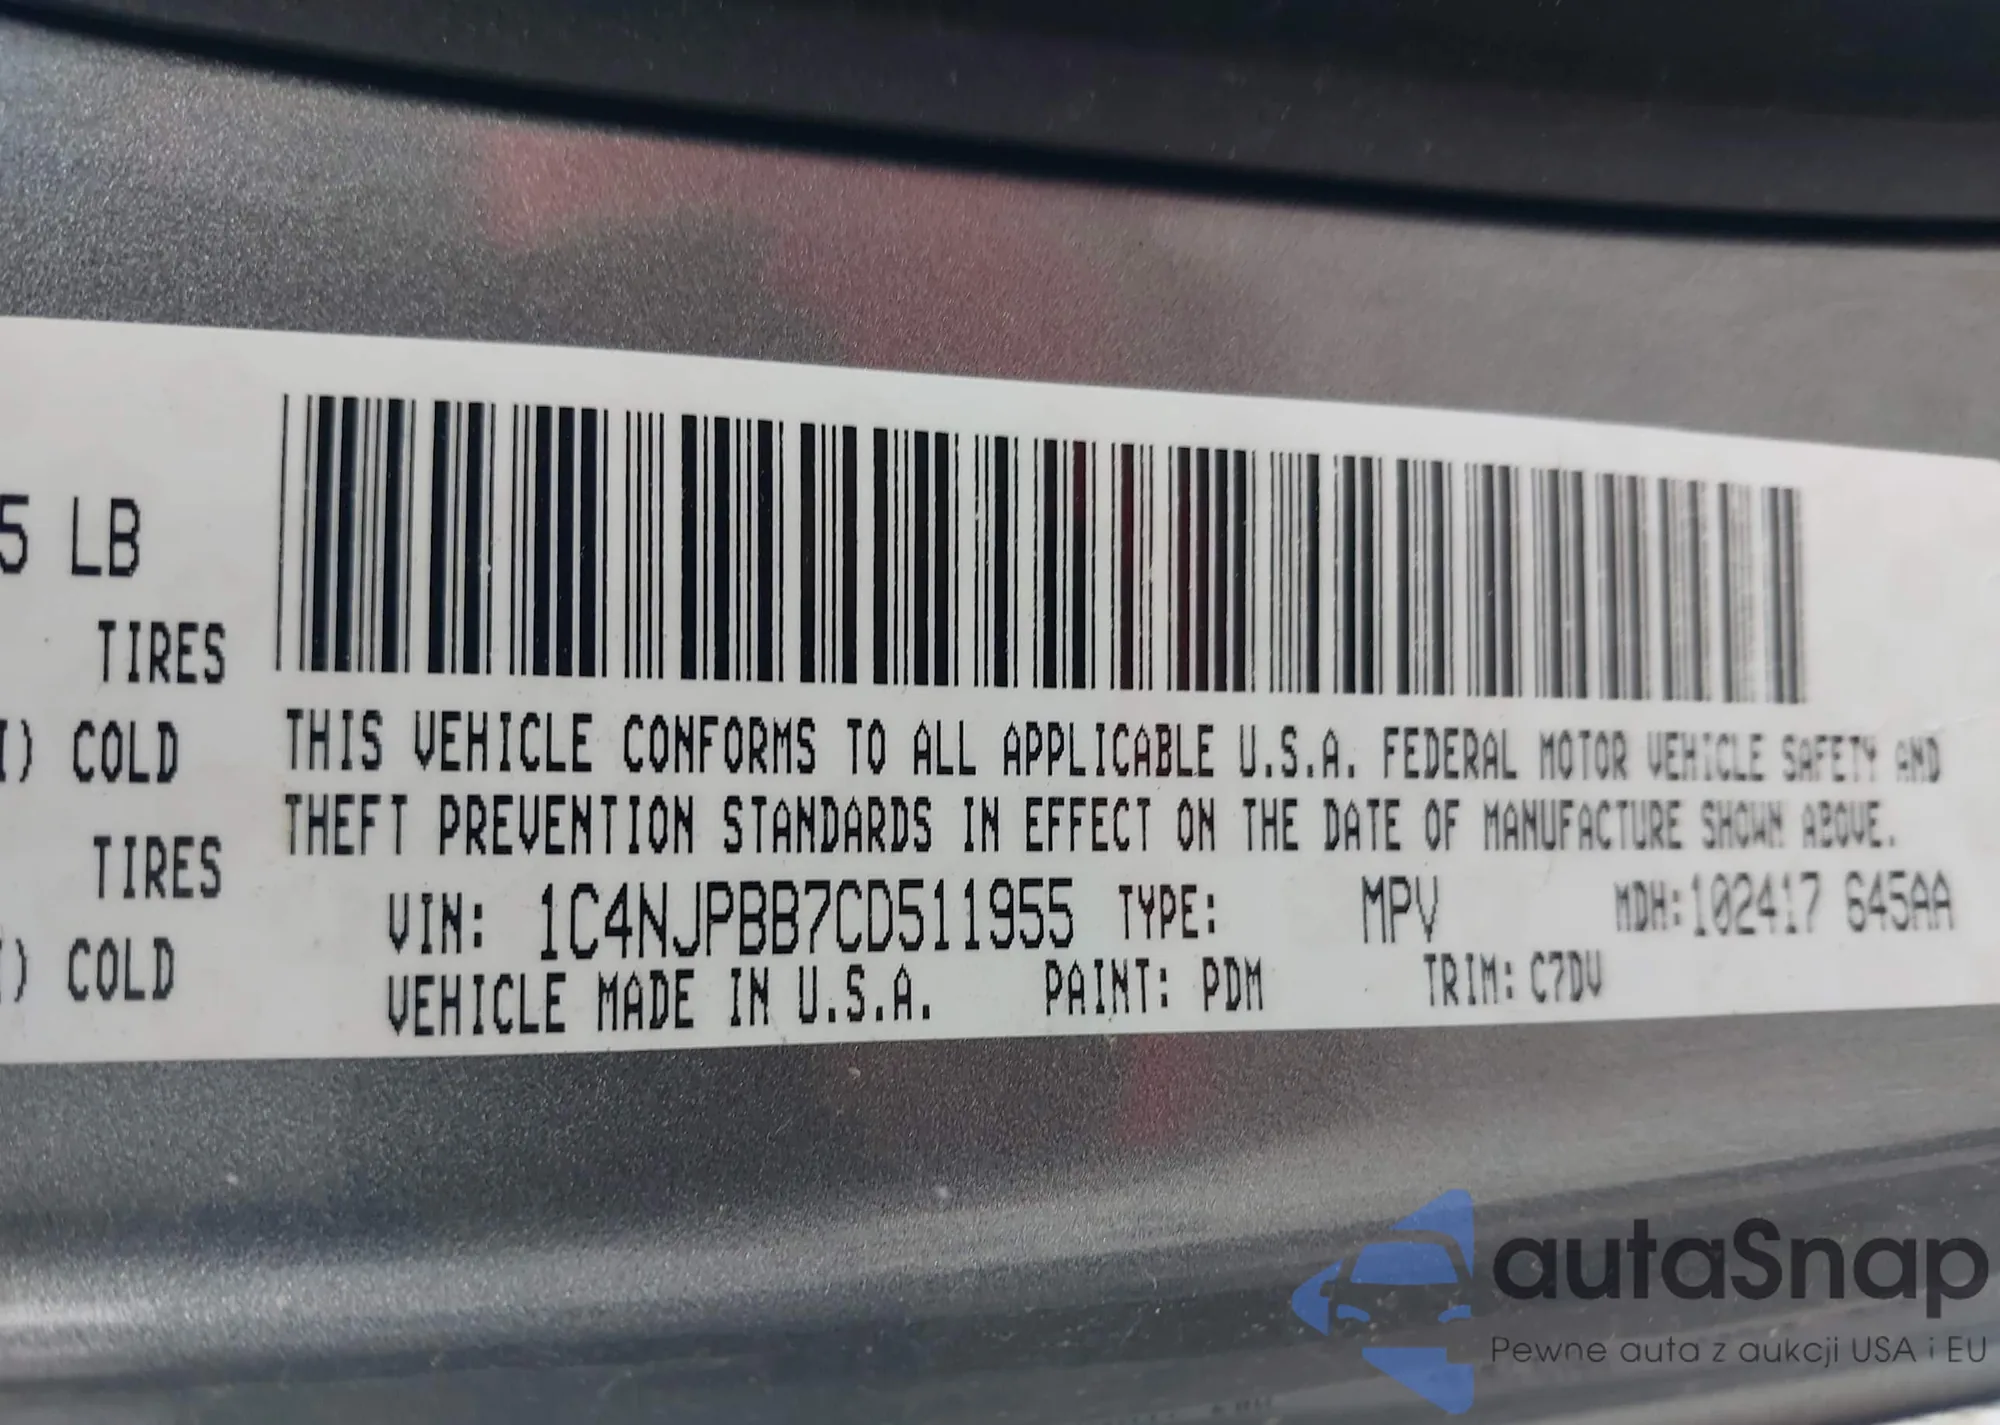 5 LB
TIRES
I) COLD
TIRES
) COLD
THIS VEHICLE CONFORMS TO ALL APPLICABLE U.S.A. FEDERAL MOTOR VEHICLE SAFETY AND
THEFT PREVENTION STANDARDS IN EFFECT ON THE DATE OF MANUFACTURE SHOWN ABOVE.
VIN: 1C4NJPBB7CD511955 TYPE: MPV MDH:102417 645AA
VEHICLE MADE IN U.S.A. PAINT: PDM TRIM: C7DV
autaSnap
Pewne auta z aukcji USA i EU